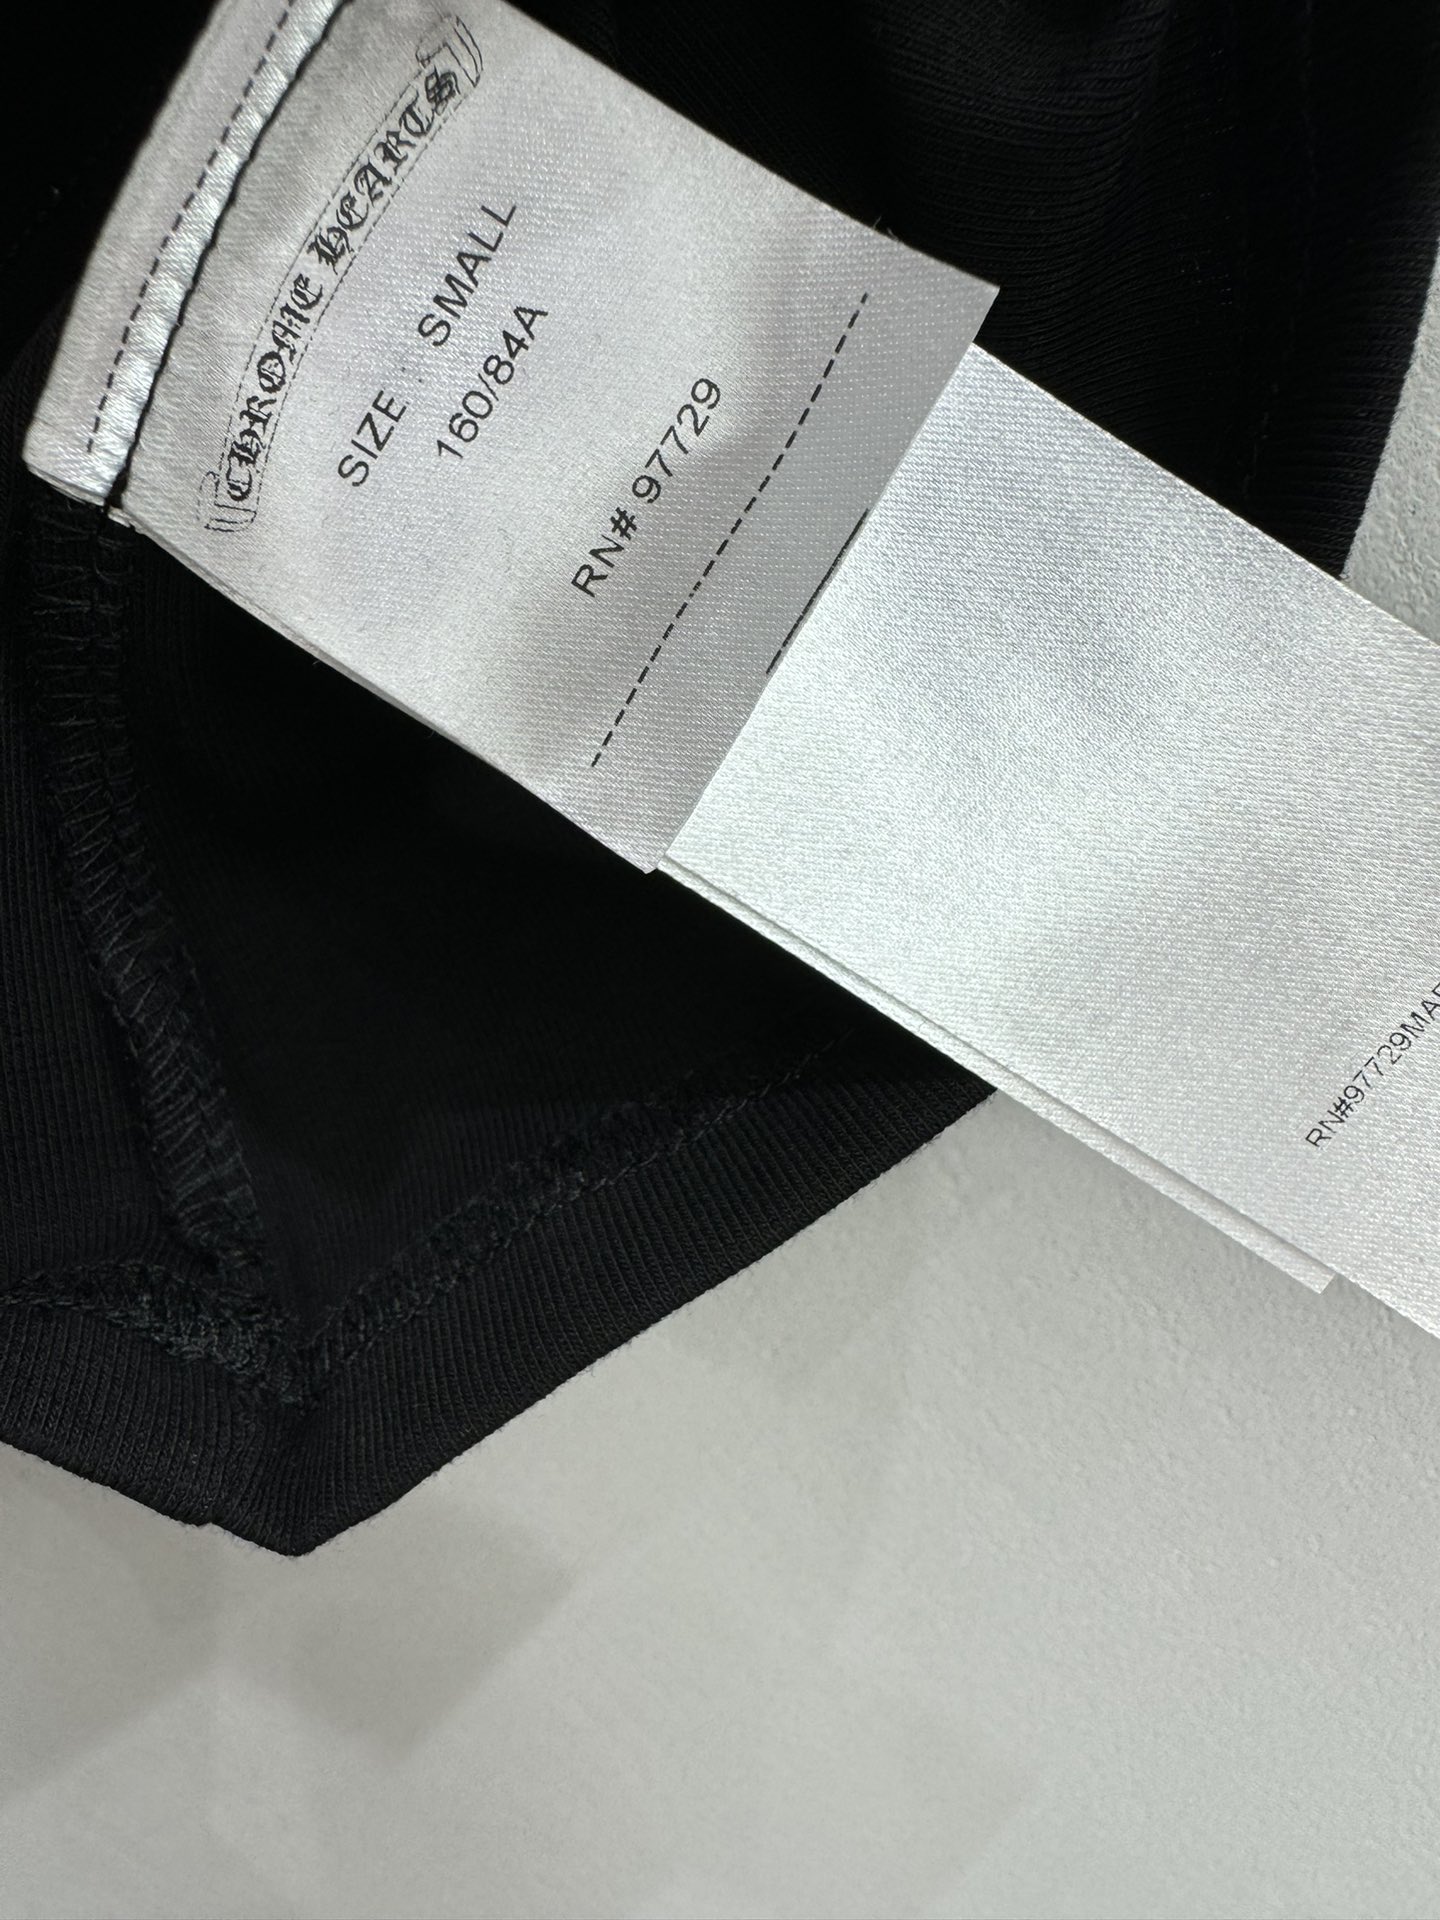 CHROME HEARTS
SIZE: SMALL
160/84A
RN# 97729
RN#97729MA